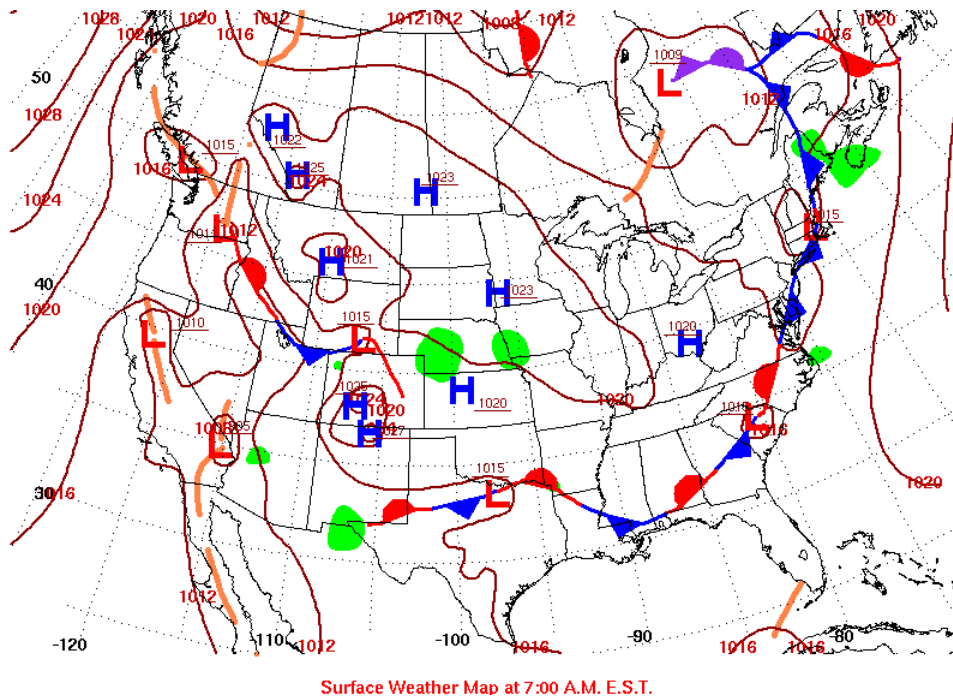 1028 1020 1012 1012 1012 1008 1012 1020
1024 1016 1016
50 1009
L
1028 1012
H 1022
1015 H 1025
1016 L 1024 H 1023
1024
L 1012 L 1015
1020 H 1021
40 H 1023
1020 1010 L 1015 L 1020 H
H 1024 H 1020 1020
1020 L 1016
H 1027
L 1015 L
30 1016 1020
1012
-120 -110 1012 -100 1016 -90 1016 1016 80
Surface Weather Map at 7:00 A.M. E.S.T.